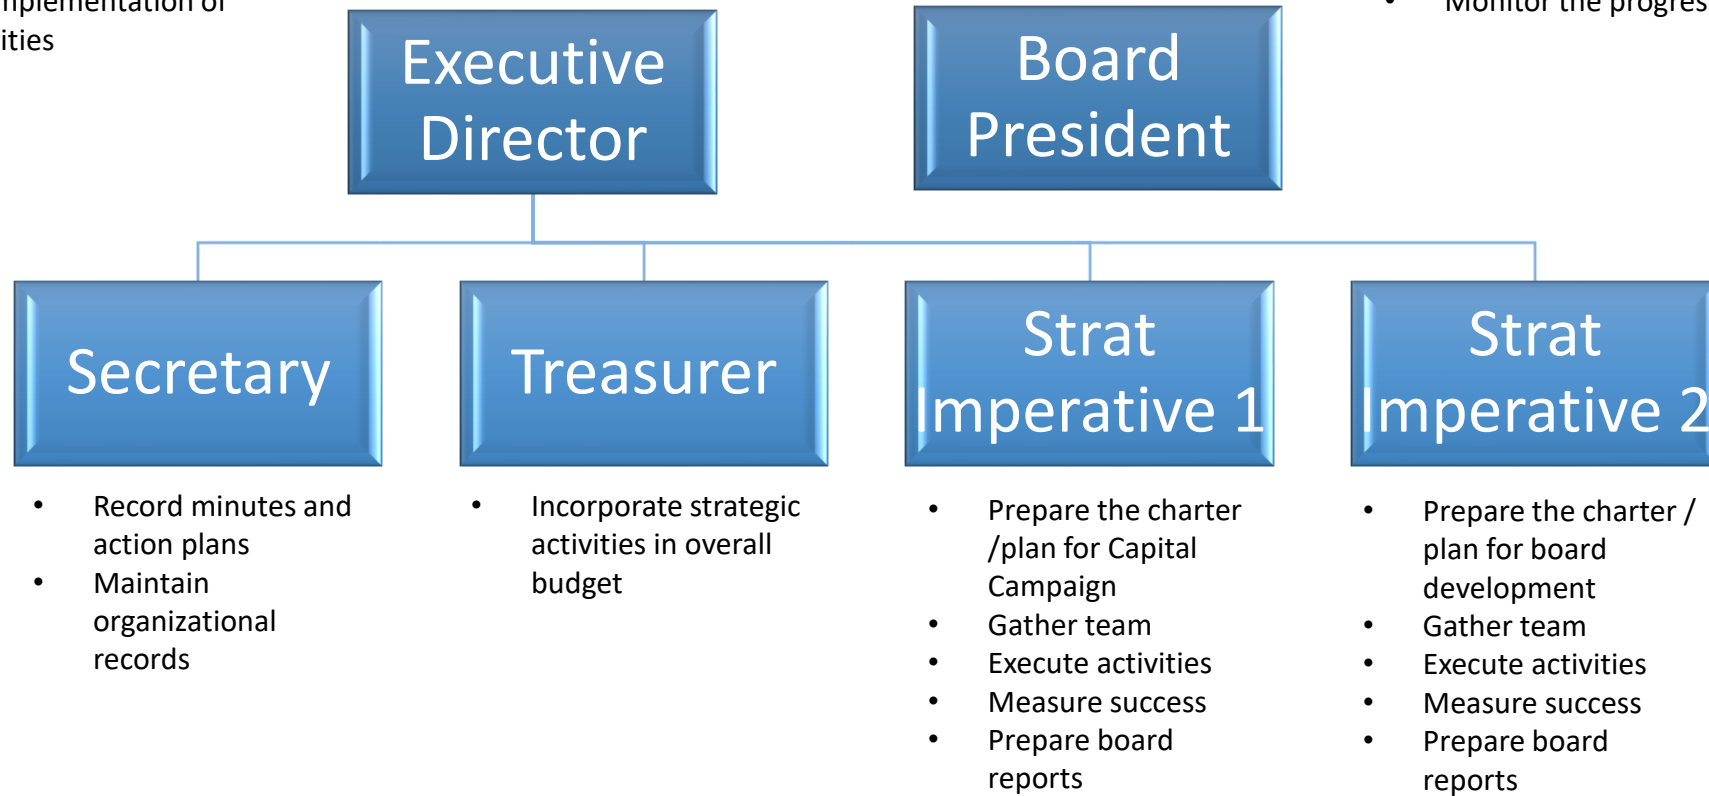 ities
• Monitor the
Executive
Director
Board
President
Secretary
Treasurer
Strat
Imperative 1
Strat
Imperative 2
• Record minutes and
action plans
• Maintain
organizational
records
• Incorporate strategic
activities in overall
budget
• Prepare the charter
/plan for Capital
Campaign
• Gather team
• Execute activities
• Measure success
• Prepare board
reports
• Prepare the charter /
plan for board
development
• Gather team
• Execute activities
• Measure success
• Prepare board
reports